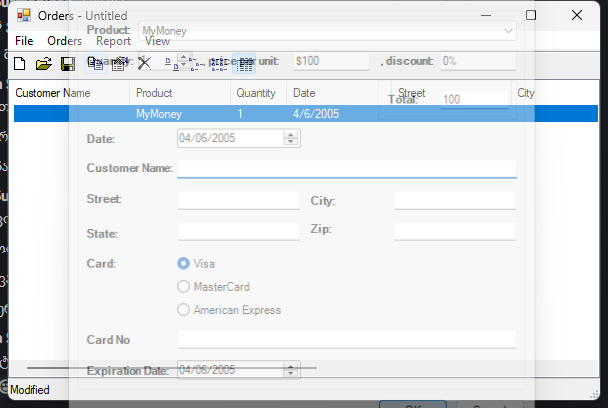 Orders - Untitled
Product: MyMoney
File Orders Report View
Quantity: 1 , price per unit: $100 , discount: 0%
Customer Name Product Quantity Date Street City
Total: 100
MyMoney 1 4/6/2005
Date: 04/06/2005
Customer Name:
Street: City:
State: Zip:
Card: Visa
MasterCard
American Express
Card No
Expiration Date: 04/06/2005
Modified